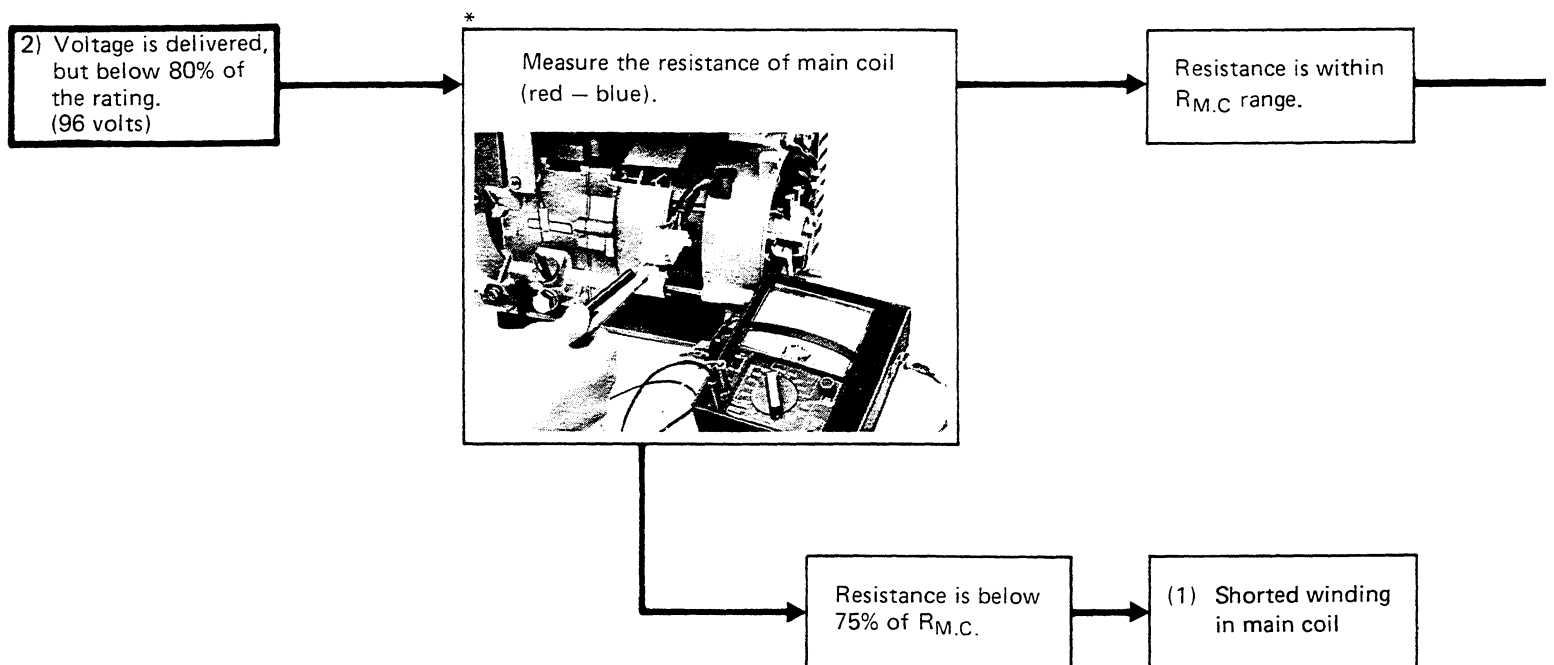 2) Voltage is delivered,
but below 80% of
the rating.
(96 volts)
*
Measure the resistance of main coil
(red — blue).
Resistance is within
RM.C range.
Resistance is below
75% of RM.C.
(1) Shorted winding
in main coil